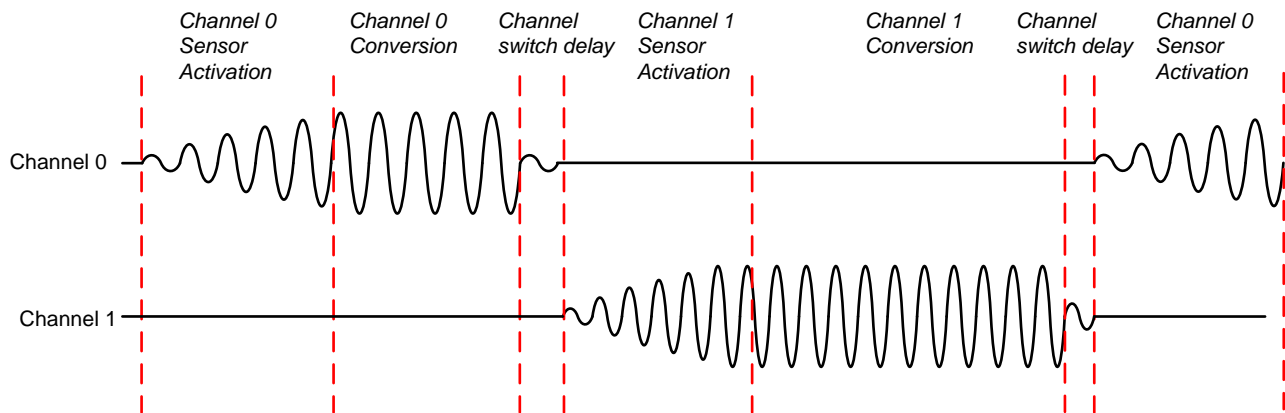 Channel 0
Sensor
Activation
Channel 0
Conversion
Channel
switch delay
Channel 1
Sensor
Activation
Channel 1
Conversion
Channel
switch delay
Channel 0
Sensor
Activation
Channel 0
Channel 1